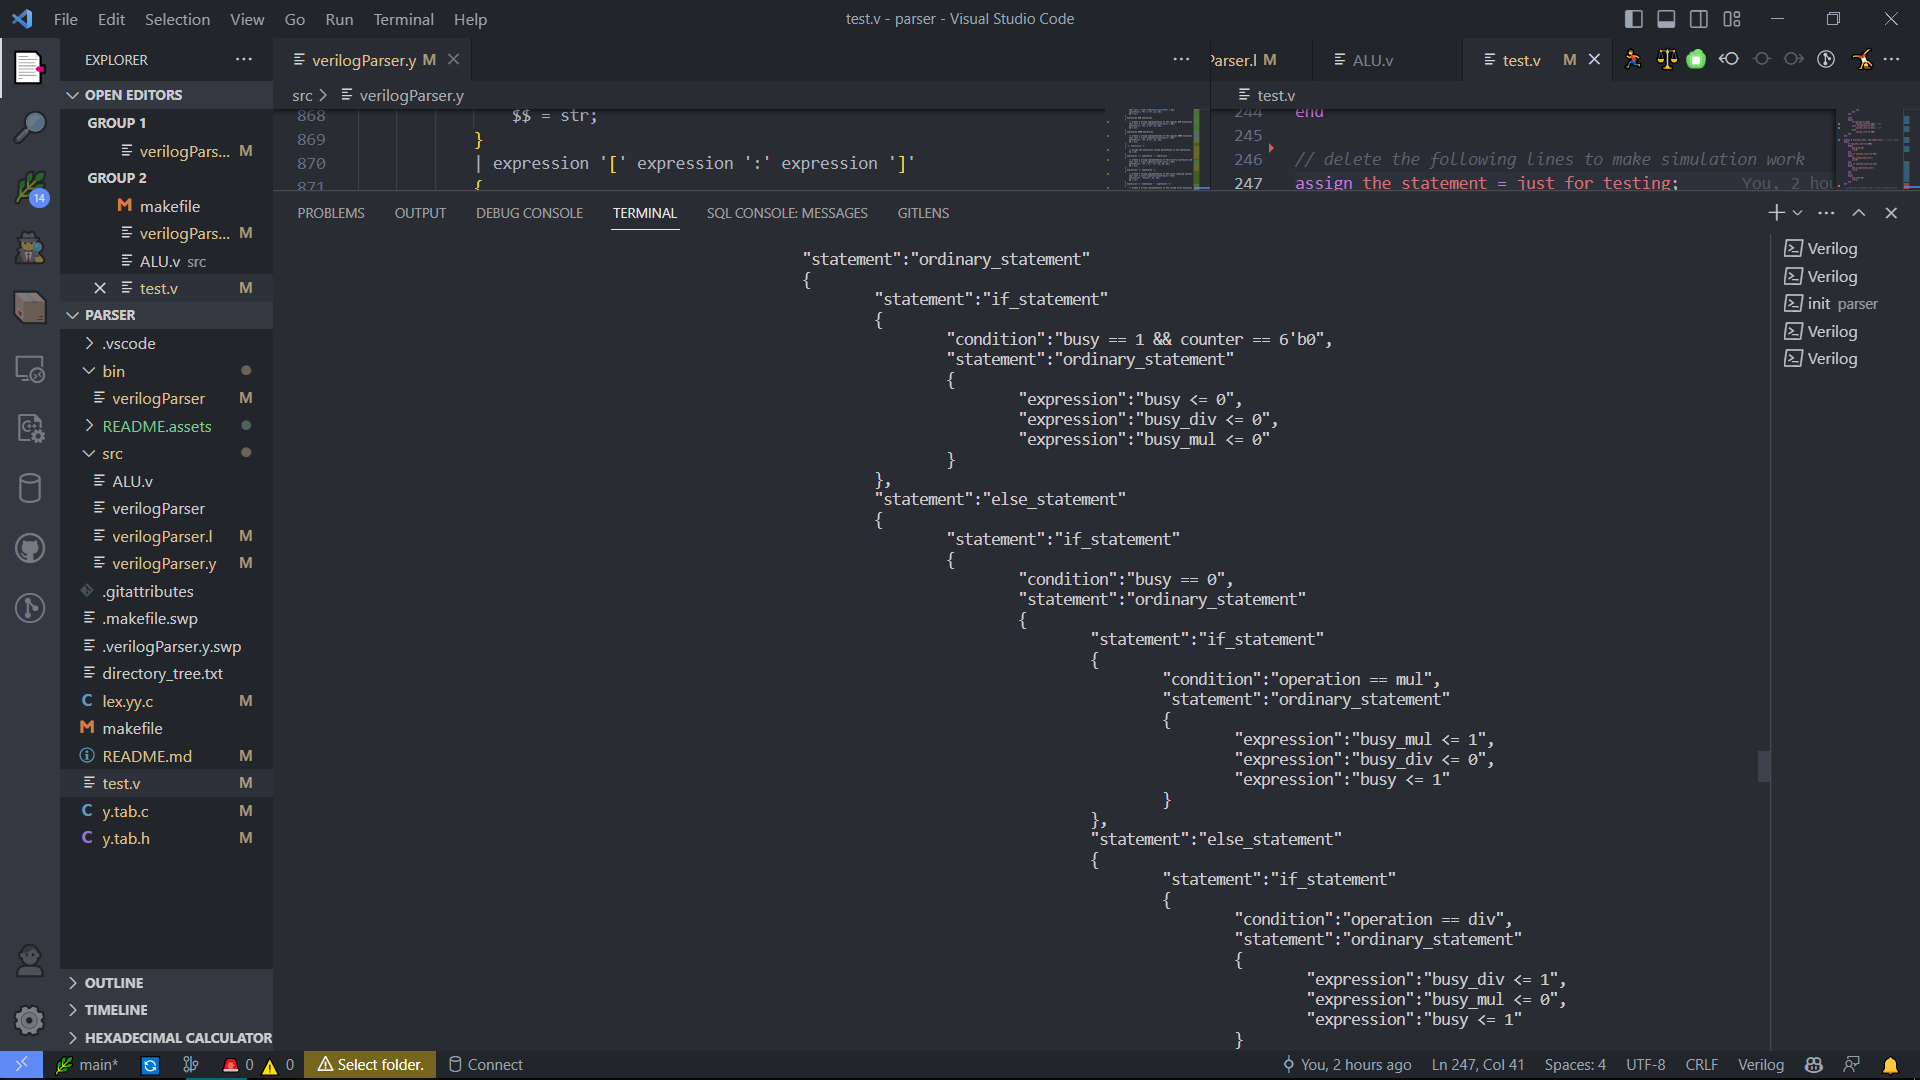 File Edit Selection View Go Run Terminal Help
test.v - parser - Visual Studio Code
EXPLORER
OPEN EDITORS
GROUP 1
verilogPars... M
GROUP 2
makefile
verilogPars... M
ALU.v src
test.v M
14
PARSER
.vscode
bin
verilogParser M
README.assets
src
ALU.v
verilogParser
verilogParser.l M
verilogParser.y M
.gitattributes
.makefile.swp
.verilogParser.y.swp
directory_tree.txt
lex.yy.c M
makefile
README.md M
test.v M
y.tab.c M
y.tab.h M
OUTLINE
TIMELINE
HEXADECIMAL CALCULATOR
verilogParser.y M
src > verilogParser.y
868 $$ = str;
869 }
870 | expression '[' expression ':' expression ']'
871 {
Parser.l M
ALU.v
test.v M
test.v
244 end
245
246 // delete the following lines to make simulation work
247 assign the statement = just for testing; You, 2 hou
PROBLEMS OUTPUT DEBUG CONSOLE TERMINAL SQL CONSOLE: MESSAGES GITLENS
"statement":"ordinary_statement"
{
"statement":"if_statement"
{
"condition":"busy == 1 && counter == 6'b0",
"statement":"ordinary_statement"
{
"expression":"busy <= 0",
"expression":"busy_div <= 0",
"expression":"busy_mul <= 0"
}
},
"statement":"else_statement"
{
"statement":"if_statement"
{
"condition":"busy == 0",
"statement":"ordinary_statement"
{
"statement":"if_statement"
{
"condition":"operation == mul",
"statement":"ordinary_statement"
{
"expression":"busy_mul <= 1",
"expression":"busy_div <= 0",
"expression":"busy <= 1"
}
},
"statement":"else_statement"
{
"statement":"if_statement"
{
"condition":"operation == div",
"statement":"ordinary_statement"
{
"expression":"busy_div <= 1",
"expression":"busy_mul <= 0",
"expression":"busy <= 1"
}
Verilog
Verilog
init parser
Verilog
Verilog
main* 0 0 Select folder. Connect
You, 2 hours ago Ln 247, Col 41 Spaces: 4 UTF-8 CRLF Verilog